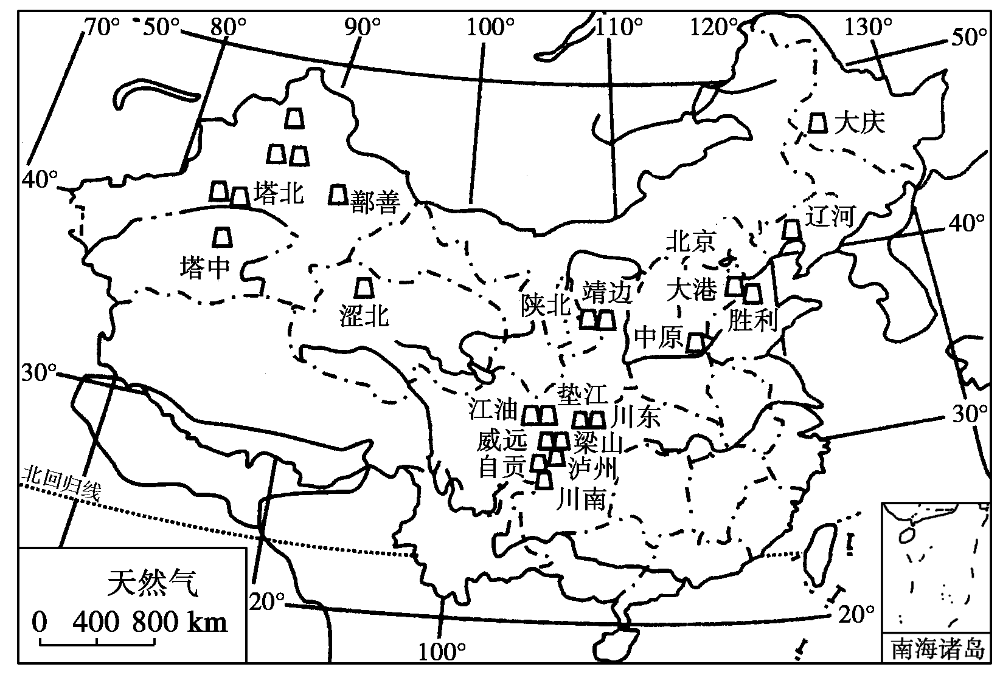 70° 50° 80° 90° 100° 110° 120° 130° 50°
大庆
40°
塔北
鄯善
辽河
40°
北京
塔中
靖边
大港
陕北
涩北
胜利
中原
30°
垫江
江油
川东
30°
威远
梁山
自贡
泸州
北回归线
川南
天然气
20°
20°
0 400 800 km
100°
南海诸岛